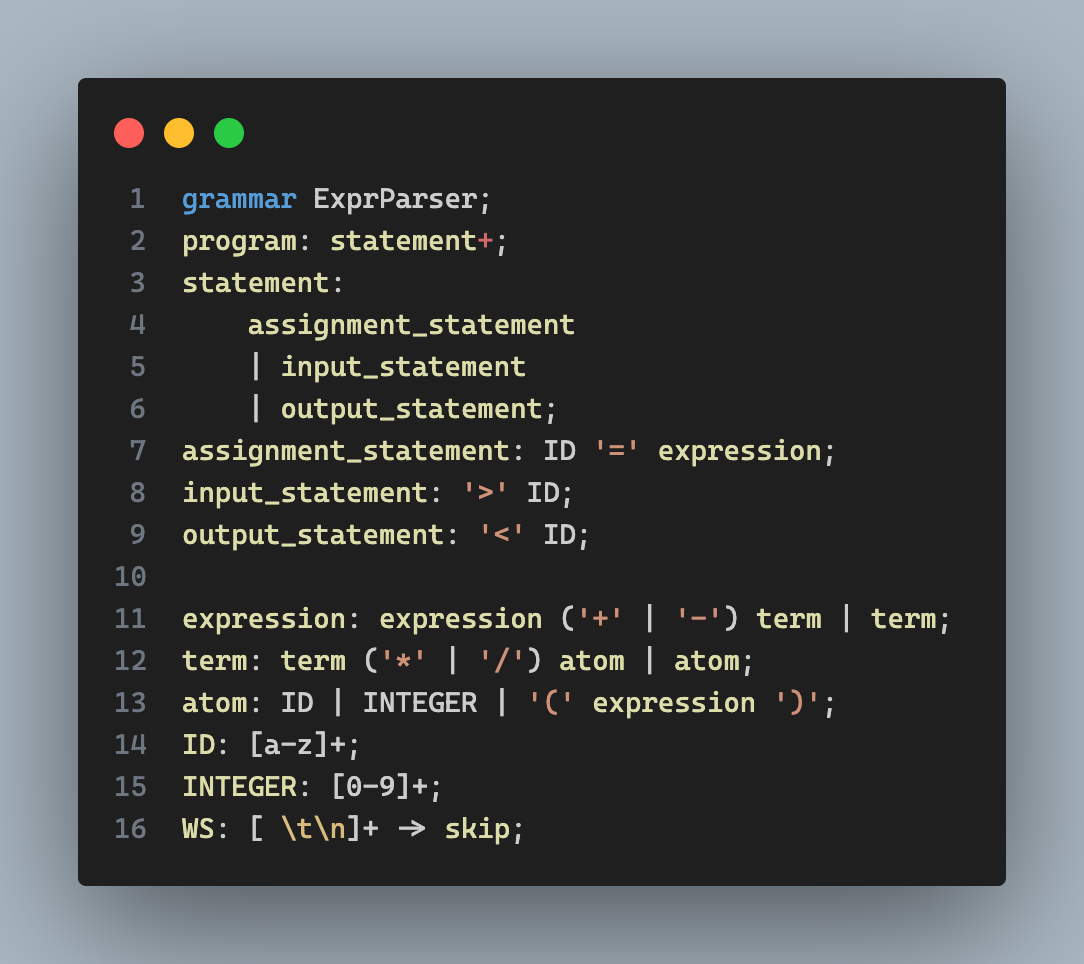 1 grammar ExprParser;
2 program: statement+;
3 statement:
4     assignment_statement
5     | input_statement
6     | output_statement;
7 assignment_statement: ID '=' expression;
8 input_statement: '>' ID;
9 output_statement: '<' ID;
10
11 expression: expression ('+' | '-') term | term;
12 term: term ('*' | '/') atom | atom;
13 atom: ID | INTEGER | '(' expression ')';
14 ID: [a-z]+;
15 INTEGER: [0-9]+;
16 WS: [ \t\n]+ -> skip;